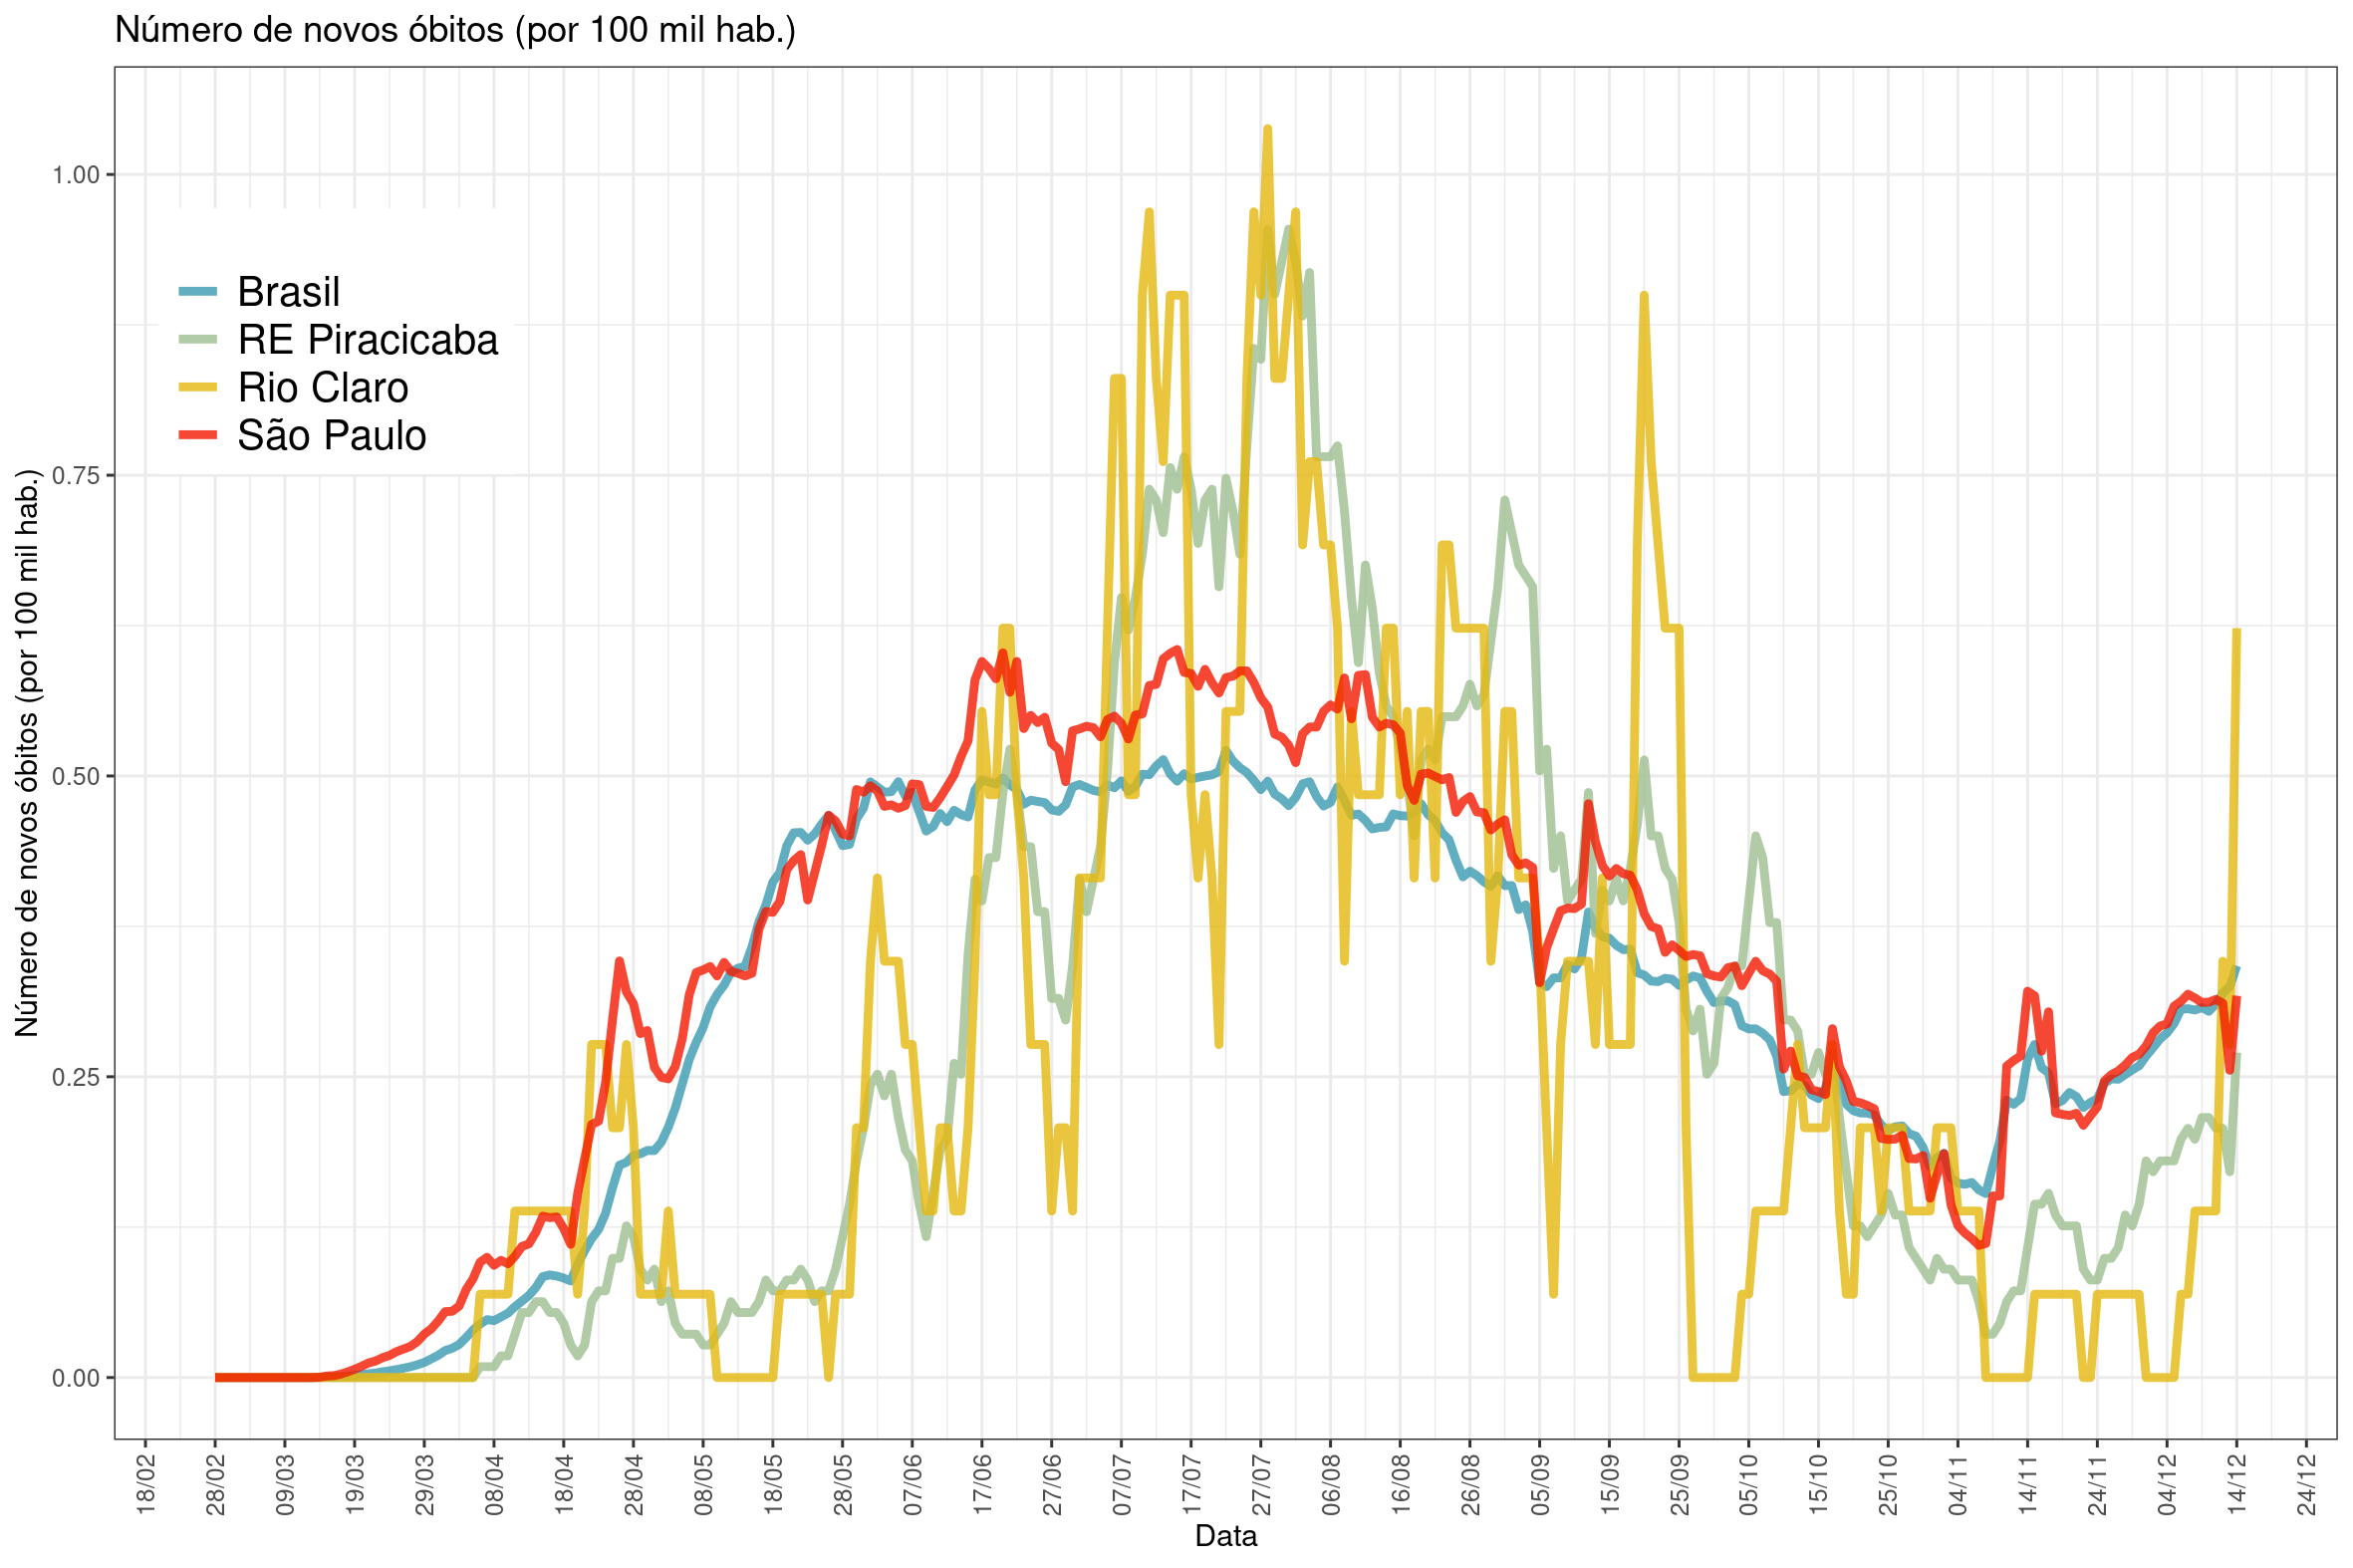 Número de novos óbitos (por 100 mil hab.)
Número de novos óbitos (por 100 mil hab.)
1.00
0.75
0.50
0.25
0.00
Brasil
RE Piracicaba
Rio Claro
São Paulo
18/02 28/02 09/03 19/03 29/03 08/04 18/04 28/04 08/05 18/05 28/05 07/06 17/06 27/06 07/07 17/07 27/07 06/08 16/08 26/08 05/09 15/09 25/09 05/10 15/10 25/10 04/11 14/11 24/11 04/12 14/12 24/12
Data